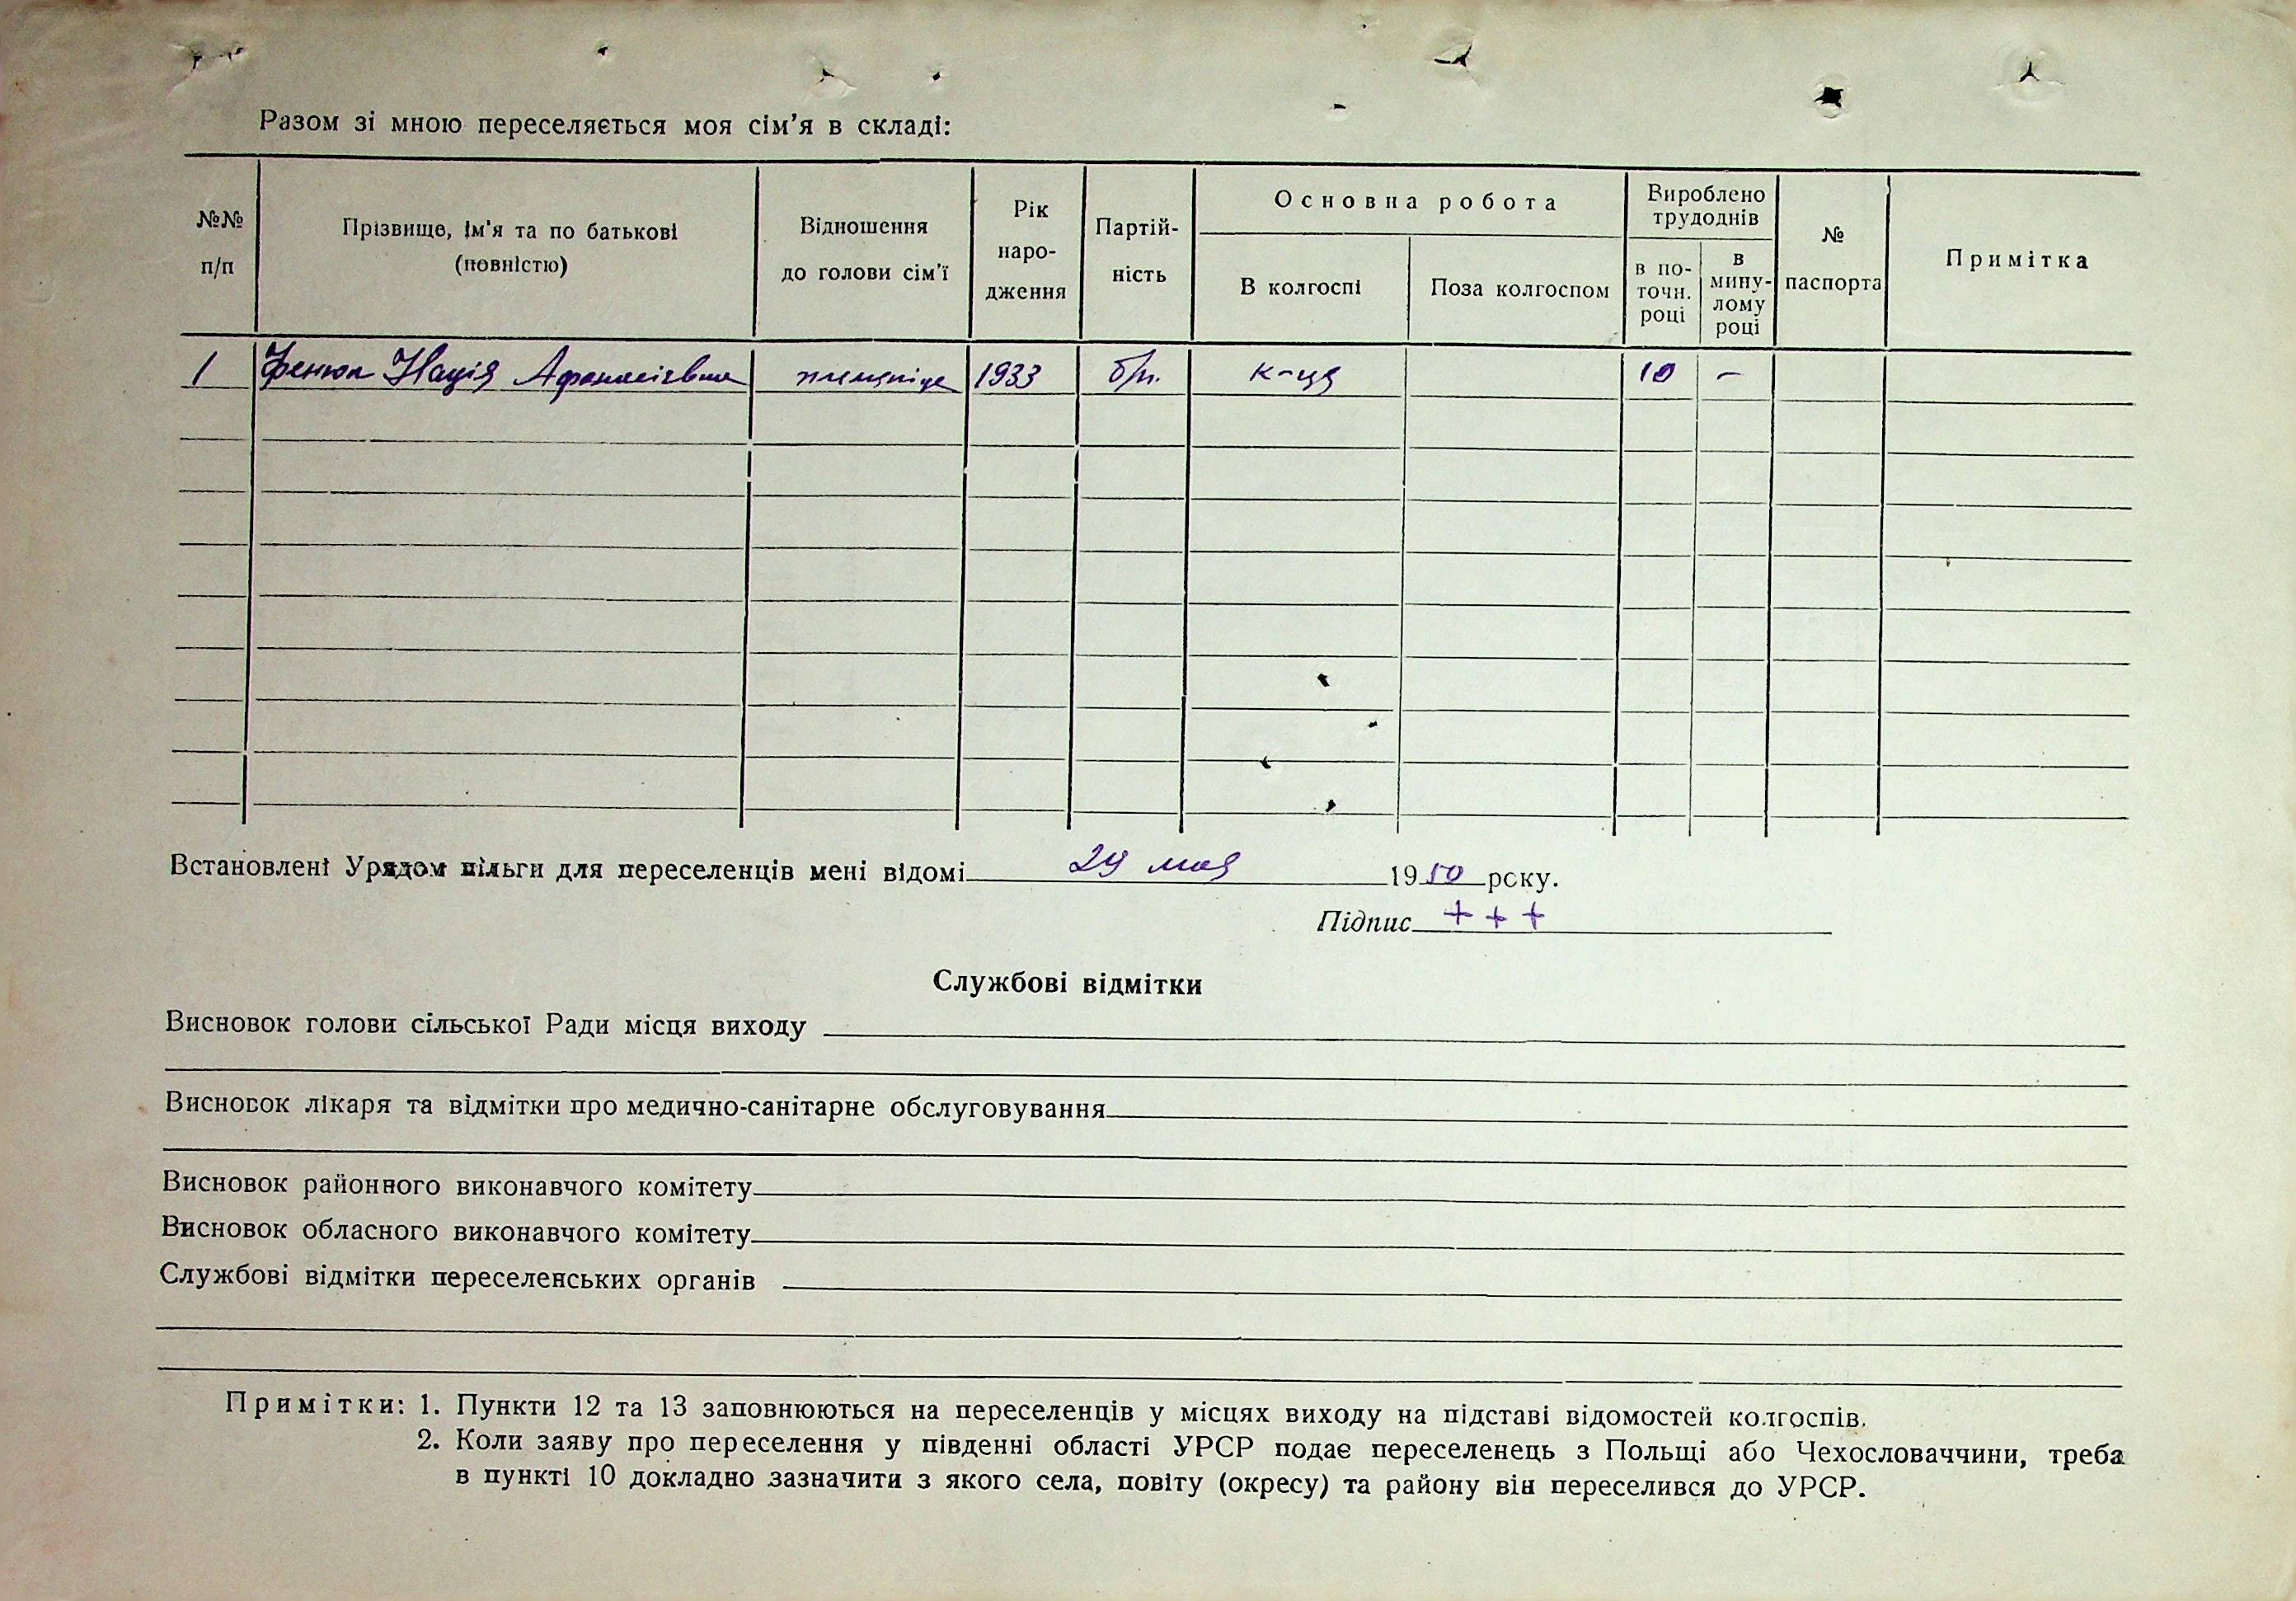 Разом зі мною переселяється моя сім'я в складі:
№№ п/п
Прізвище, ім'я та по батькові (повністю)
Відношення до голови сім'ї
Рік народження
Партійність
Основна робота
В колгоспі
Поза колгоспом
Вироблено трудоднів
в поточн. році
в минулому році
№ паспорта
Примітка
1 Фенюк Надія Афанасіївна 1933 б/п. к-ця 10 –
Встановлені Урядом пільги для переселенців мені відомі 29 мая 1950 року.
Підпис + + +
Службові відмітки
Висновок голови сільської Ради місця виходу
Висновок лікаря та відмітки про медично-санітарне обслуговування
Висновок районного виконавчого комітету
Висновок обласного виконавчого комітету
Службові відмітки переселенських органів
Примітки: 1. Пункти 12 та 13 заповнюються на переселенців у місцях виходу на підставі відомостей колгоспів.
2. Коли заяву про переселення у південні області УРСР подає переселенець з Польщі або Чехословаччини, треба
в пункті 10 докладно зазначити з якого села, повіту (окресу) та району він переселився до УРСР.